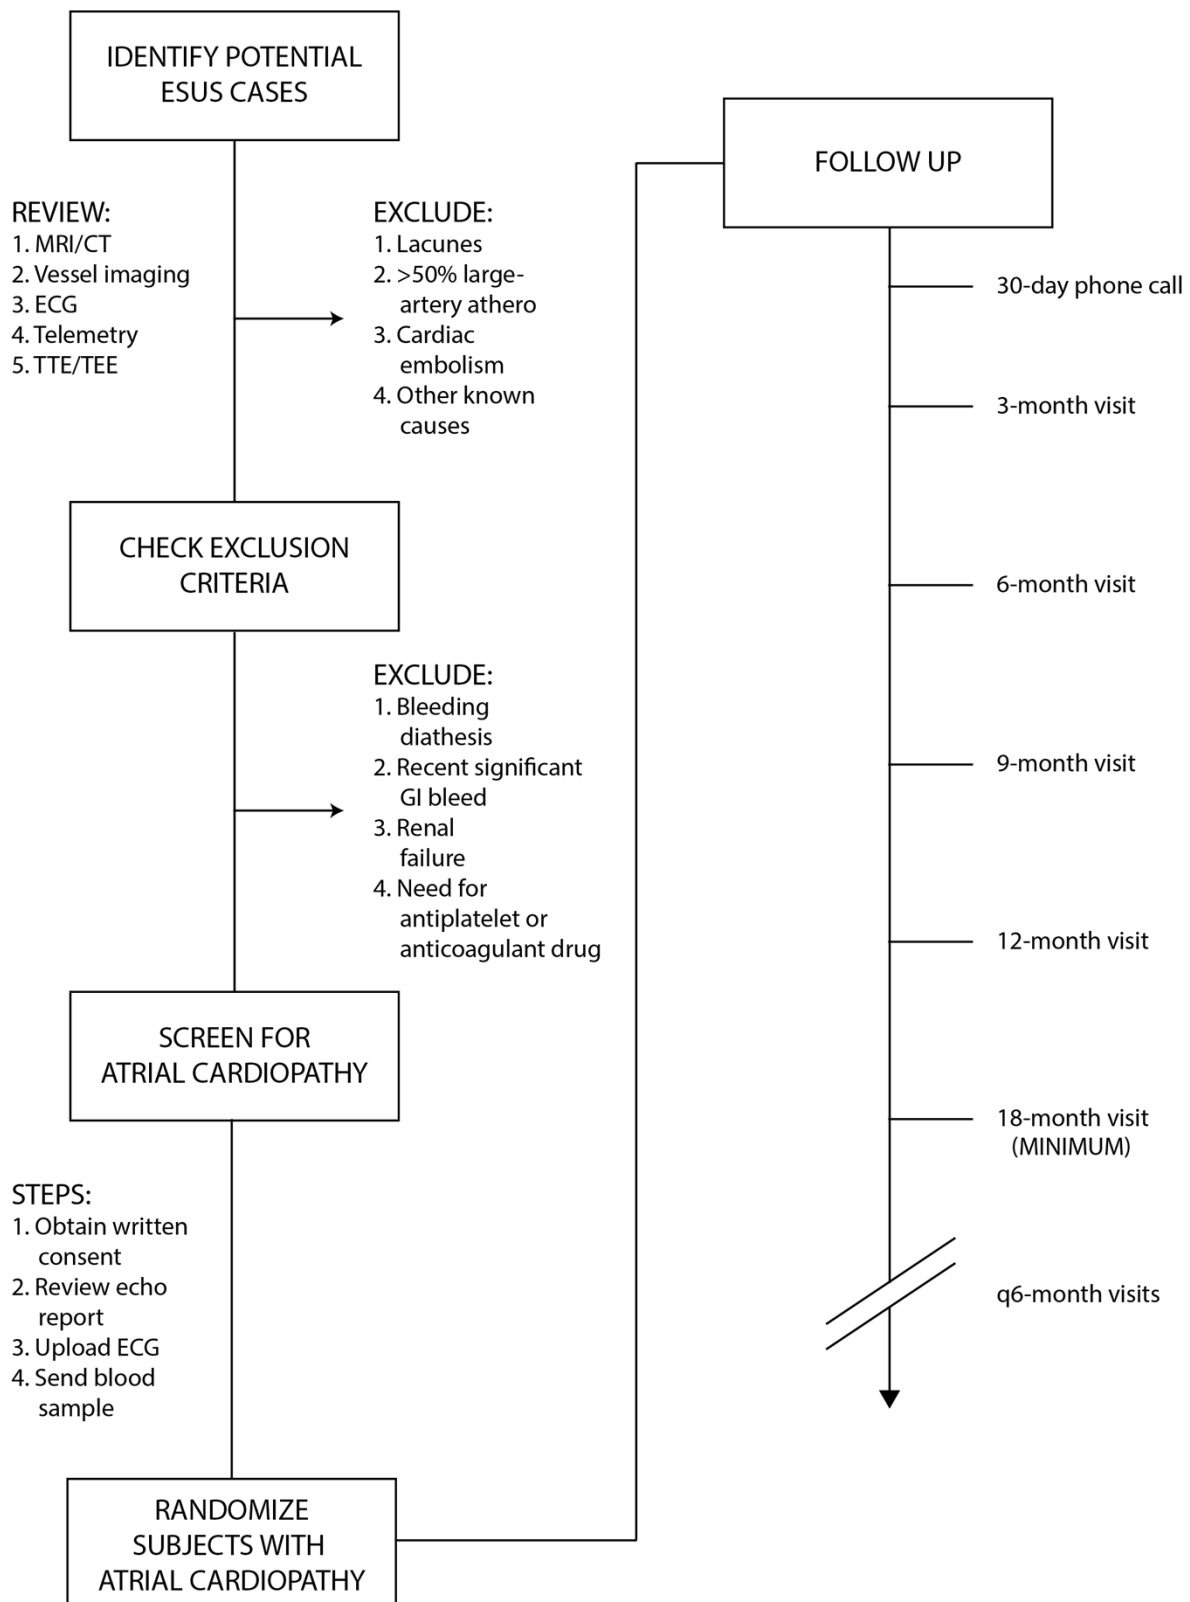 IDENTIFY POTENTIAL
ESUS CASES
REVIEW:
1. MRI/CT
2. Vessel imaging
3. ECG
4. Telemetry
5. TTE/TEE
EXCLUDE:
1. Lacunes
2. >50% large-
artery athero
3. Cardiac
embolism
4. Other known
causes
CHECK EXCLUSION
CRITERIA
EXCLUDE:
1. Bleeding
diathesis
2. Recent significant
GI bleed
3. Renal
failure
4. Need for
antiplatelet or
anticoagulant drug
SCREEN FOR
ATRIAL CARDIOPATHY
STEPS:
1. Obtain written
consent
2. Review echo
report
3. Upload ECG
4. Send blood
sample
RANDOMIZE
SUBJECTS WITH
ATRIAL CARDIOPATHY
FOLLOW UP
30-day phone call
3-month visit
6-month visit
9-month visit
12-month visit
18-month visit
(MINIMUM)
q6-month visits